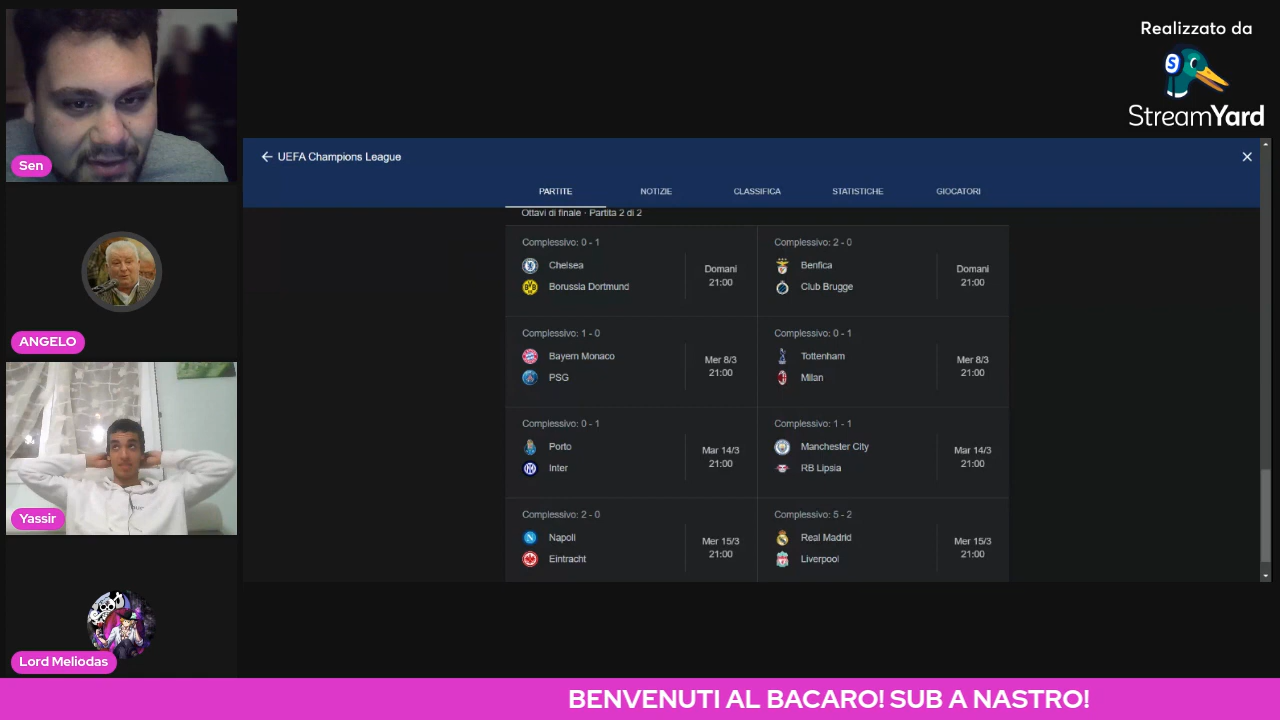 Realizzato da
StreamYard
Sen
ANGELO
Yassir
Lord Meliodas
UEFA Champions League
PARTITE
NOTIZIE
CLASSIFICA
STATISTICHE
GIOCATORI
Ottavi di finale · Partita 2 di 2
Complessivo: 0 - 1
Chelsea
Borussia Dortmund
Domani
21:00
Complessivo: 2 - 0
Benfica
Club Brugge
Domani
21:00
Complessivo: 1 - 0
Bayern Monaco
PSG
Mer 8/3
21:00
Complessivo: 0 - 1
Tottenham
Milan
Mer 8/3
21:00
Complessivo: 0 - 1
Porto
Inter
Mar 14/3
21:00
Complessivo: 1 - 1
Manchester City
RB Lipsia
Mar 14/3
21:00
Complessivo: 2 - 0
Napoli
Eintracht
Mer 15/3
21:00
Complessivo: 5 - 2
Real Madrid
Liverpool
Mer 15/3
21:00
BENVENUTI AL BACARO! SUB A NASTRO!